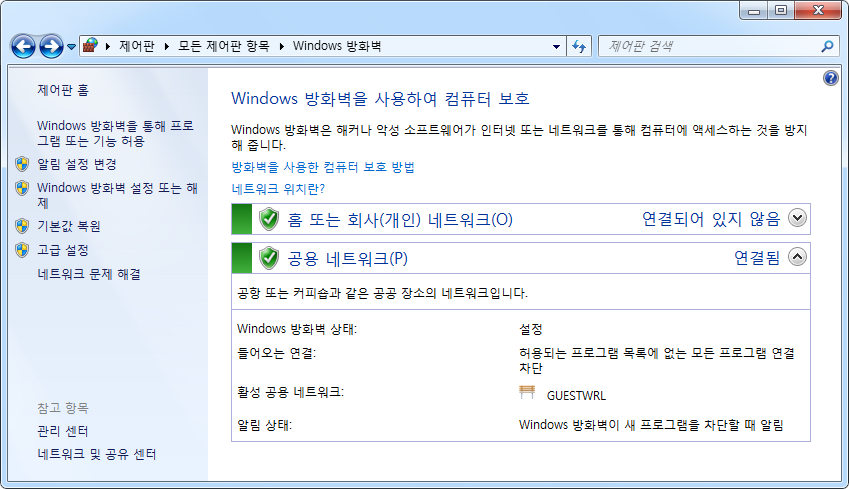 제어판 ▸ 모든 제어판 항목 ▸ Windows 방화벽
제어판 검색
제어판 홈
Windows 방화벽을 통해 프로
그램 또는 기능 허용
알림 설정 변경
Windows 방화벽 설정 또는 해
제
기본값 복원
고급 설정
네트워크 문제 해결
참고 항목
관리 센터
네트워크 및 공유 센터
Windows 방화벽을 사용하여 컴퓨터 보호
Windows 방화벽은 해커나 악성 소프트웨어가 인터넷 또는 네트워크를 통해 컴퓨터에 액세스하는 것을 방지
해 줍니다.
방화벽을 사용한 컴퓨터 보호 방법
네트워크 위치란?
홈 또는 회사(개인) 네트워크(O) 연결되어 있지 않음
공용 네트워크(P) 연결됨
공항 또는 커피숍과 같은 공공 장소의 네트워크입니다.
Windows 방화벽 상태: 설정
들어오는 연결: 허용되는 프로그램 목록에 없는 모든 프로그램 연결
차단
활성 공용 네트워크: GUESTWRL
알림 상태: Windows 방화벽이 새 프로그램을 차단할 때 알림